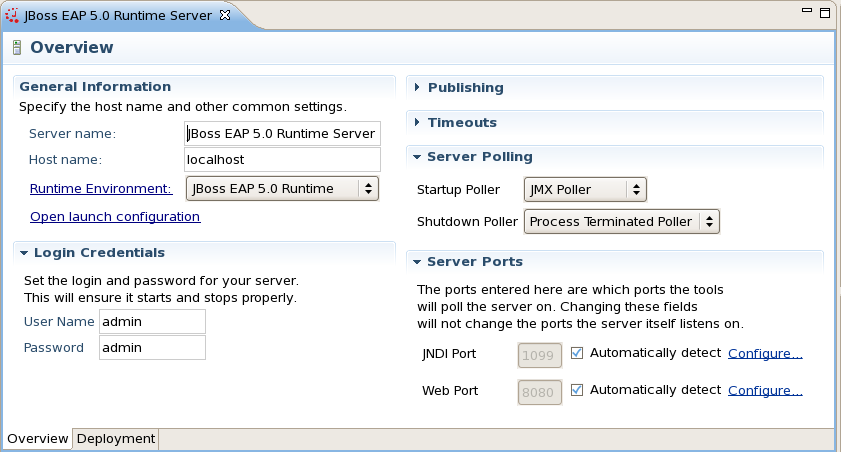 JBoss EAP 5.0 Runtime Server
Overview
General Information
Specify the host name and other common settings.
Server name: JBoss EAP 5.0 Runtime Server
Host name: localhost
Runtime Environment: JBoss EAP 5.0 Runtime
Open launch configuration
Login Credentials
Set the login and password for your server.
This will ensure it starts and stops properly.
User Name admin
Password admin
Publishing
Timeouts
Server Polling
Startup Poller JMX Poller
Shutdown Poller Process Terminated Poller
Server Ports
The ports entered here are which ports the tools
will poll the server on. Changing these fields
will not change the ports the server itself listens on.
JNDI Port 1099 Automatically detect Configure...
Web Port 8080 Automatically detect Configure...
Overview Deployment